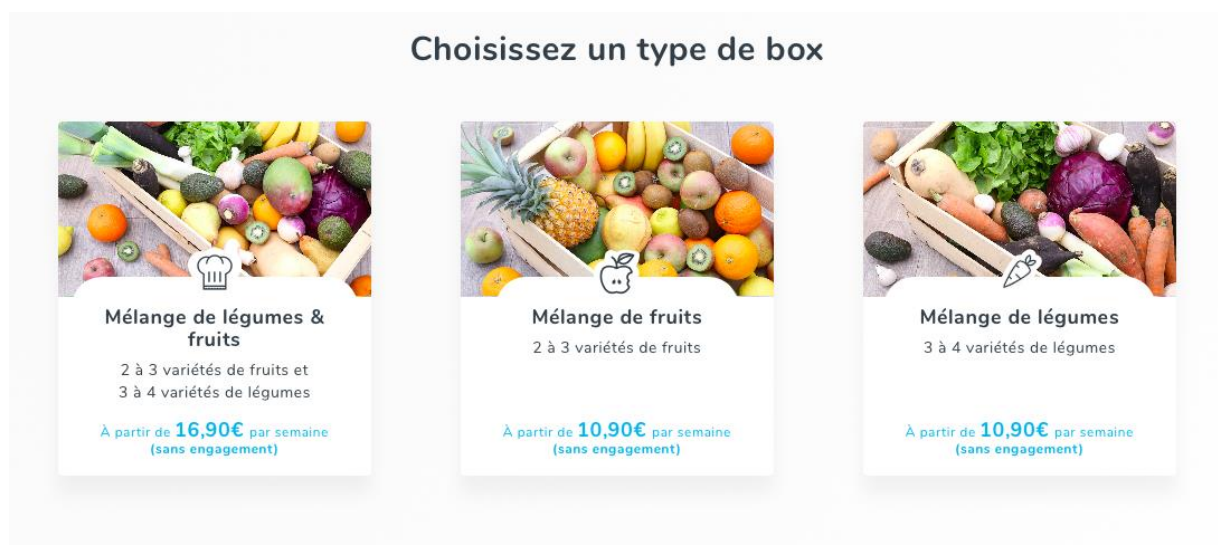 Choisissez un type de box
Mélange de légumes &
fruits
2 à 3 variétés de fruits et
3 à 4 variétés de légumes
À partir de 16,90€ par semaine
(sans engagement)
Mélange de fruits
2 à 3 variétés de fruits
À partir de 10,90€ par semaine
(sans engagement)
Mélange de légumes
3 à 4 variétés de légumes
À partir de 10,90€ par semaine
(sans engagement)